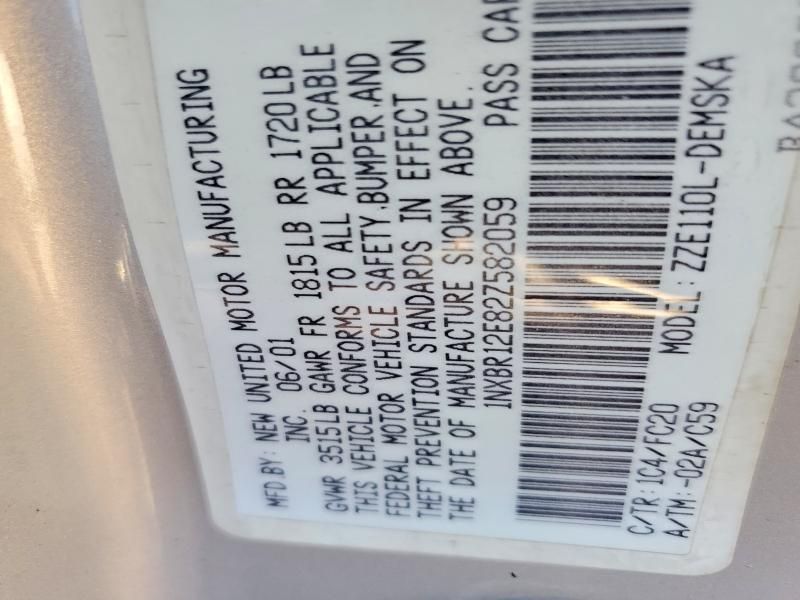 MFD.BY: NEW UNITED MOTOR MANUFACTURING
INC. 06/01
GVWR 3515LB GAWR FR 1815LB RR 1720LB
THIS VEHICLE CONFORMS TO ALL APPLICABLE
FEDERAL MOTOR VEHICLE SAFETY,BUMPER,AND
THEFT PREVENTION STANDARDS IN EFFECT ON
THE DATE OF MANUFACTURE SHOWN ABOVE.
1NXBR12E82Z582059 PASS CAR
C/TR:1C4/FC20 MODEL: ZZE110L-DEMSKA
A/TM:-02A/C59